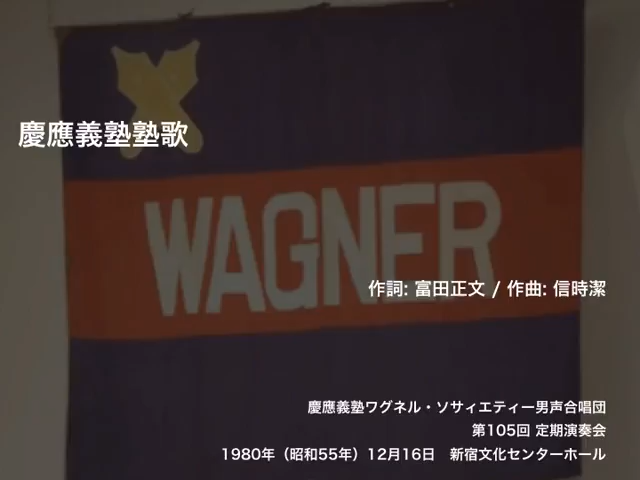 慶應義塾塾歌
WAGNER
作詞: 富田正文 / 作曲: 信時潔
慶應義塾ワグネル・ソサィエティー男声合唱団
第105回 定期演奏会
1980年（昭和55年）12月16日　新宿文化センターホール